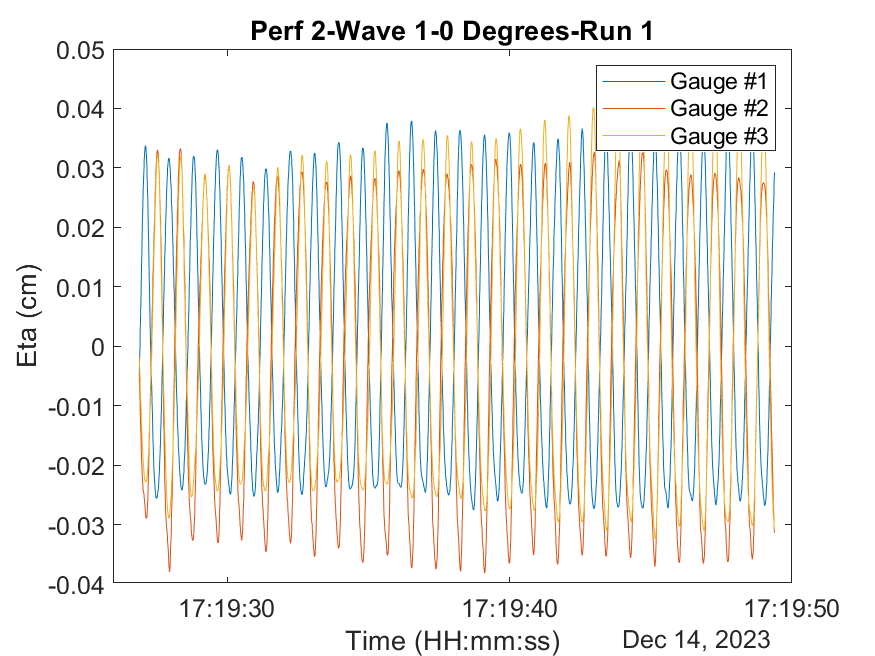 Perf 2-Wave 1-0 Degrees-Run 1
0.05
0.04
0.03
0.02
0.01
0
-0.01
-0.02
-0.03
-0.04
Eta (cm)
Gauge #1
Gauge #2
Gauge #3
17:19:30
17:19:40
17:19:50
Time (HH:mm:ss)
Dec 14, 2023